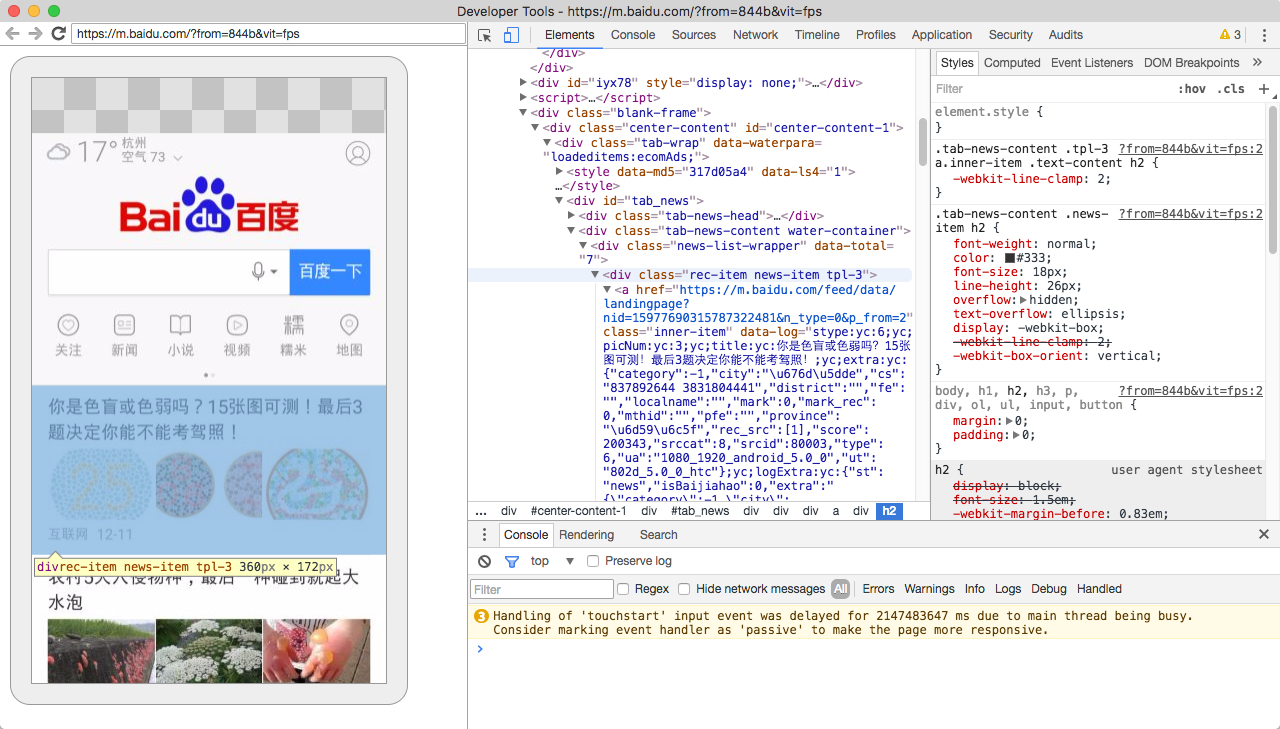 Developer Tools - https://m.baidu.com/?from=844b&vit=fps
https://m.baidu.com/?from=844b&vit=fps
17°
杭州
空气 73
Bai du 百度
百度一下
关注 新闻 小说 视频 糯米 地图
你是色盲或色弱吗？15张图可测！最后3
题决定你能不能考驾照！
25
互联网 12-11
divrec-item news-item tpl-3 360px × 172px
水泡
Elements Console Sources Network Timeline Profiles Application Security Audits 3
</div>
</div>
▶<div id="iyx78" style="display: none;">…</div>
▶<script>…</script>
▼<div class="blank-frame">
▼<div class="center-content" id="center-content-1">
▼<div class="tab-wrap" data-waterpara=
"loadeditems:ecomAds;">
▶<style data-md5="317d05a4" data-ls4="1">
…</style>
▼<div id="tab_news">
▶<div class="tab-news-head">…</div>
▼<div class="tab-news-content water-container">
▼<div class="news-list-wrapper" data-total=
"7">
▼<div class="rec-item news-item tpl-3">
▼<a href="https://m.baidu.com/feed/data/
landingpage?
nid=15977690315787322481&n_type=0&p_from=2"
class="inner-item" data-log="stype:yc:6;yc;
picNum:yc:3;yc;title:yc:你是色盲或色弱吗？15张
图可测！最后3题决定你能不能考驾照！;yc;extra:yc:
{"category":-1,"city":"\u676d\u5dde","cs":
"837892644 3831804441","district":"","fe":
"","localname":"","mark":0,"mark_rec":
0,"mthid":"","pfe":"","province":
"\u6d59\u6c5f","rec_src":[1],"score":
200343,"srccat":8,"srcid":80003,"type":
6,"ua":"1080_1920_android_5.0_0","ut":
"802d_5.0_0_htc"};yc;logExtra:yc:{"st":
"news","isBaijiahao":0,"extra":"
{\"category\":-1,\"city\":
... div #center-content-1 div #tab_news div div div a div h2
Styles Computed Event Listeners DOM Breakpoints »
Filter :hov .cls +
element.style {
}
.tab-news-content .tpl-3 ?from=844b&vit=fps:2
a.inner-item .text-content h2 {
-webkit-line-clamp: 2;
}
.tab-news-content .news- ?from=844b&vit=fps:2
item h2 {
font-weight: normal;
color: #333;
font-size: 18px;
line-height: 26px;
overflow:▶hidden;
text-overflow: ellipsis;
display: -webkit-box;
-webkit-line-clamp: 2;
-webkit-box-orient: vertical;
}
body, h1, h2, h3, p, ?from=844b&vit=fps:2
div, ol, ul, input, button {
margin:▶0;
padding:▶0;
}
h2 { user agent stylesheet
display: block;
font-size: 1.5em;
-webkit-margin-before: 0.83em;
Console Rendering Search
top ▼ Preserve log
Filter Regex Hide network messages All Errors Warnings Info Logs Debug Handled
3 Handling of 'touchstart' input event was delayed for 2147483647 ms due to main thread being busy.
Consider marking event handler as 'passive' to make the page more responsive.